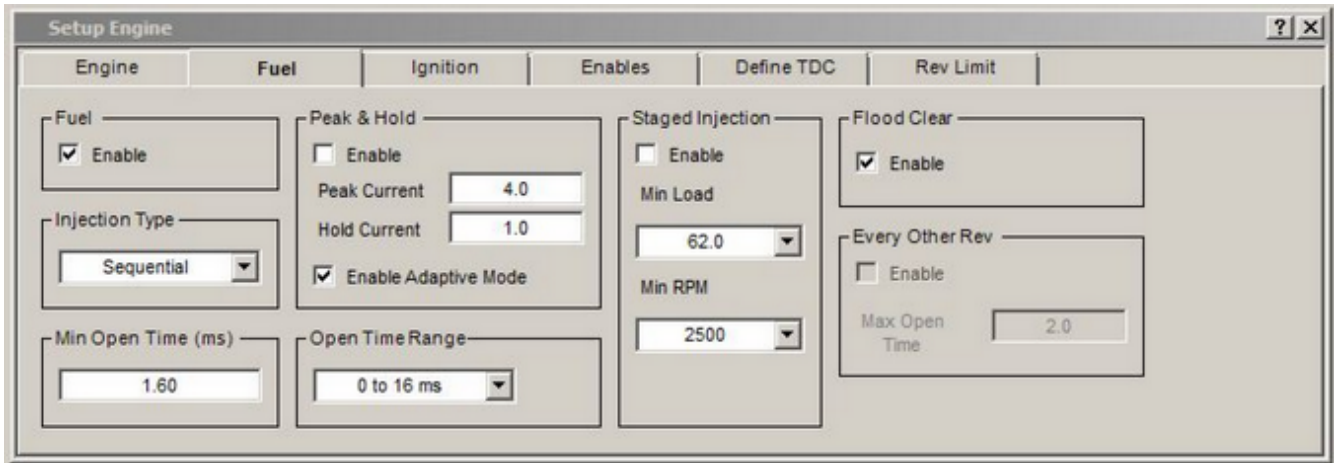 Setup Engine
? X
Engine Fuel Ignition Enables Define TDC Rev Limit
Fuel
Enable
Injection Type
Sequential
Min Open Time (ms)
1.60
Peak & Hold
Enable
Peak Current 4.0
Hold Current 1.0
Enable Adaptive Mode
Open Time Range
0 to 16 ms
Staged Injection
Enable
Min Load
62.0
Min RPM
2500
Flood Clear
Enable
Every Other Rev
Enable
Max Open
Time
2.0